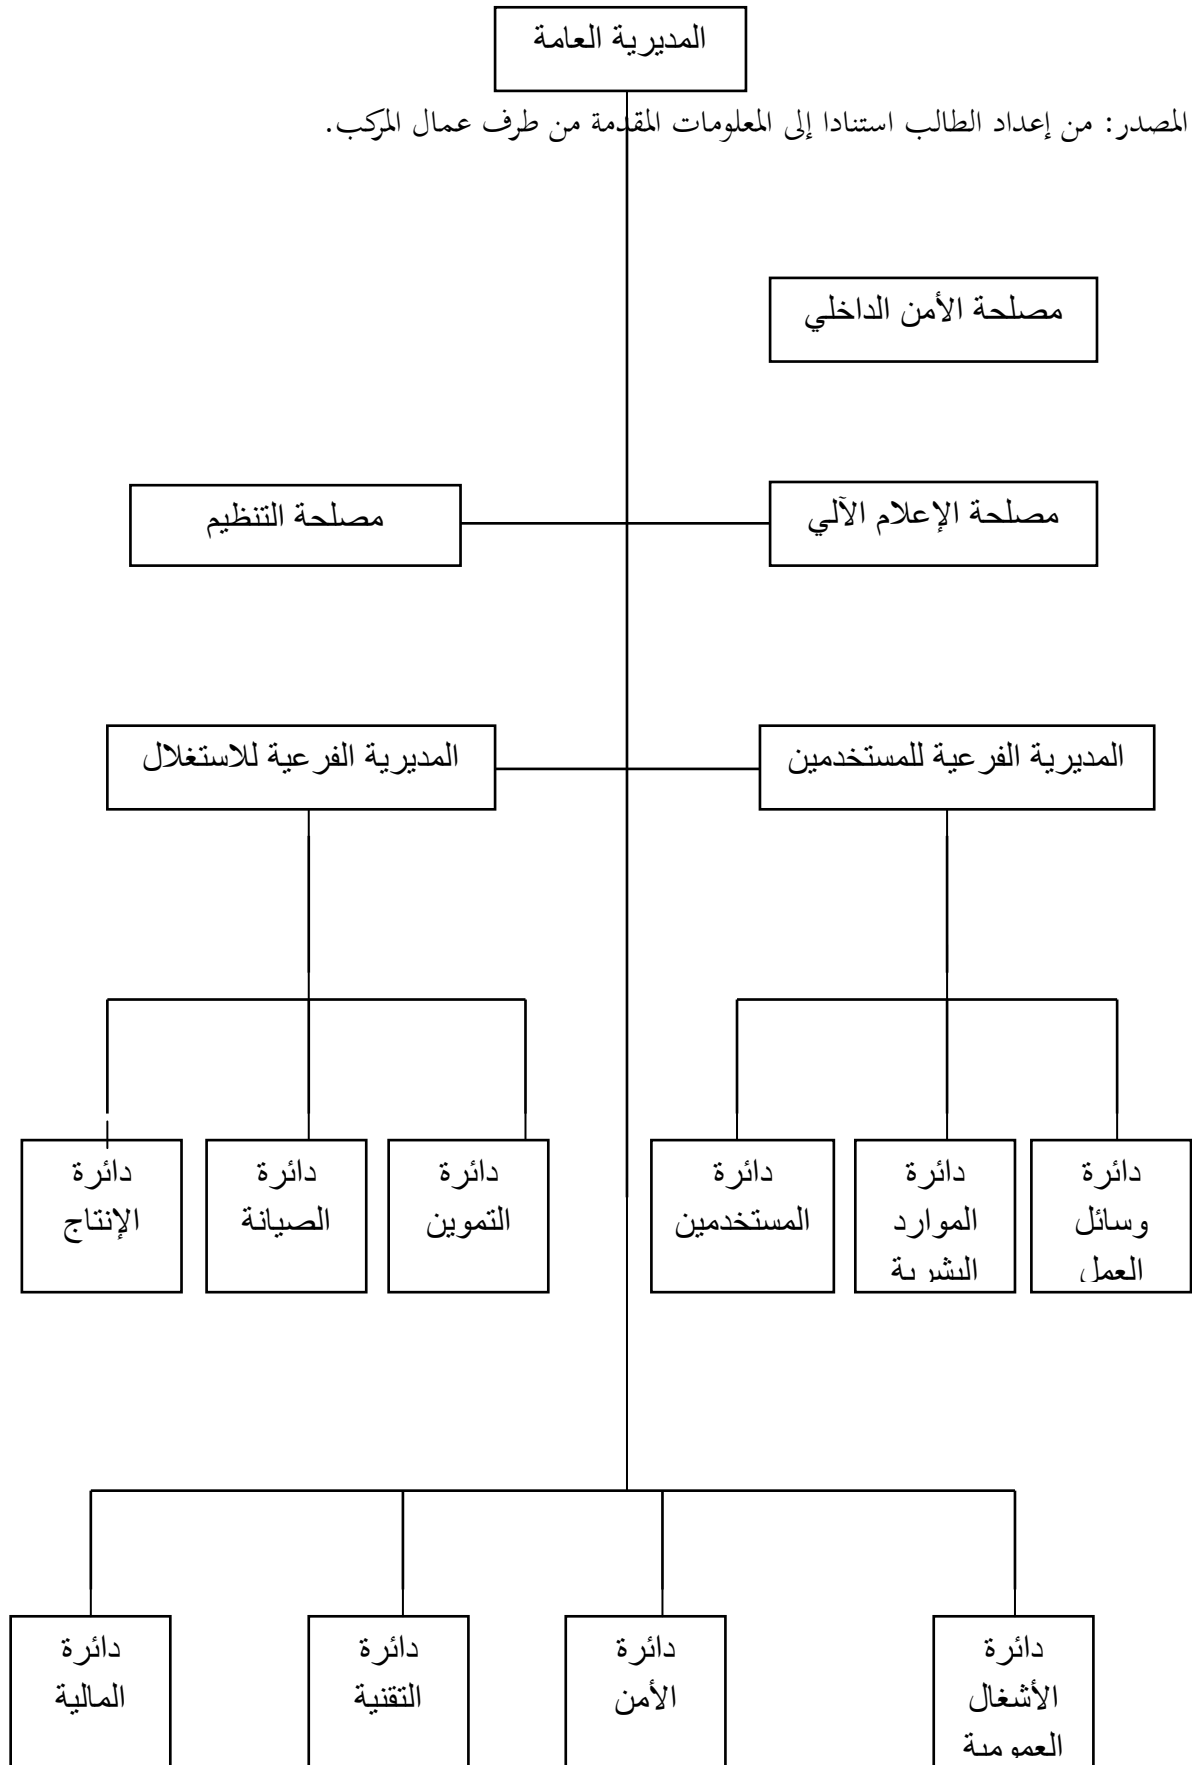 المديرية العامة
المصدر: من إعداد الطالب استنادا إلى المعلومات المقدمة من طرف عمال المركب.
مصلحة الأمن الداخلي
مصلحة الإعلام الآلي
مصلحة التنظيم
المديرية الفرعية للمستخدمين
المديرية الفرعية للاستغلال
دائرة
وسائل
العمل
دائرة
الموارد
البشرية
دائرة
المستخدمين
دائرة
التموين
دائرة
الصيانة
دائرة
الإنتاج
دائرة
الأشغال
العمومية
دائرة
الأمن
دائرة
التقنية
دائرة
المالية